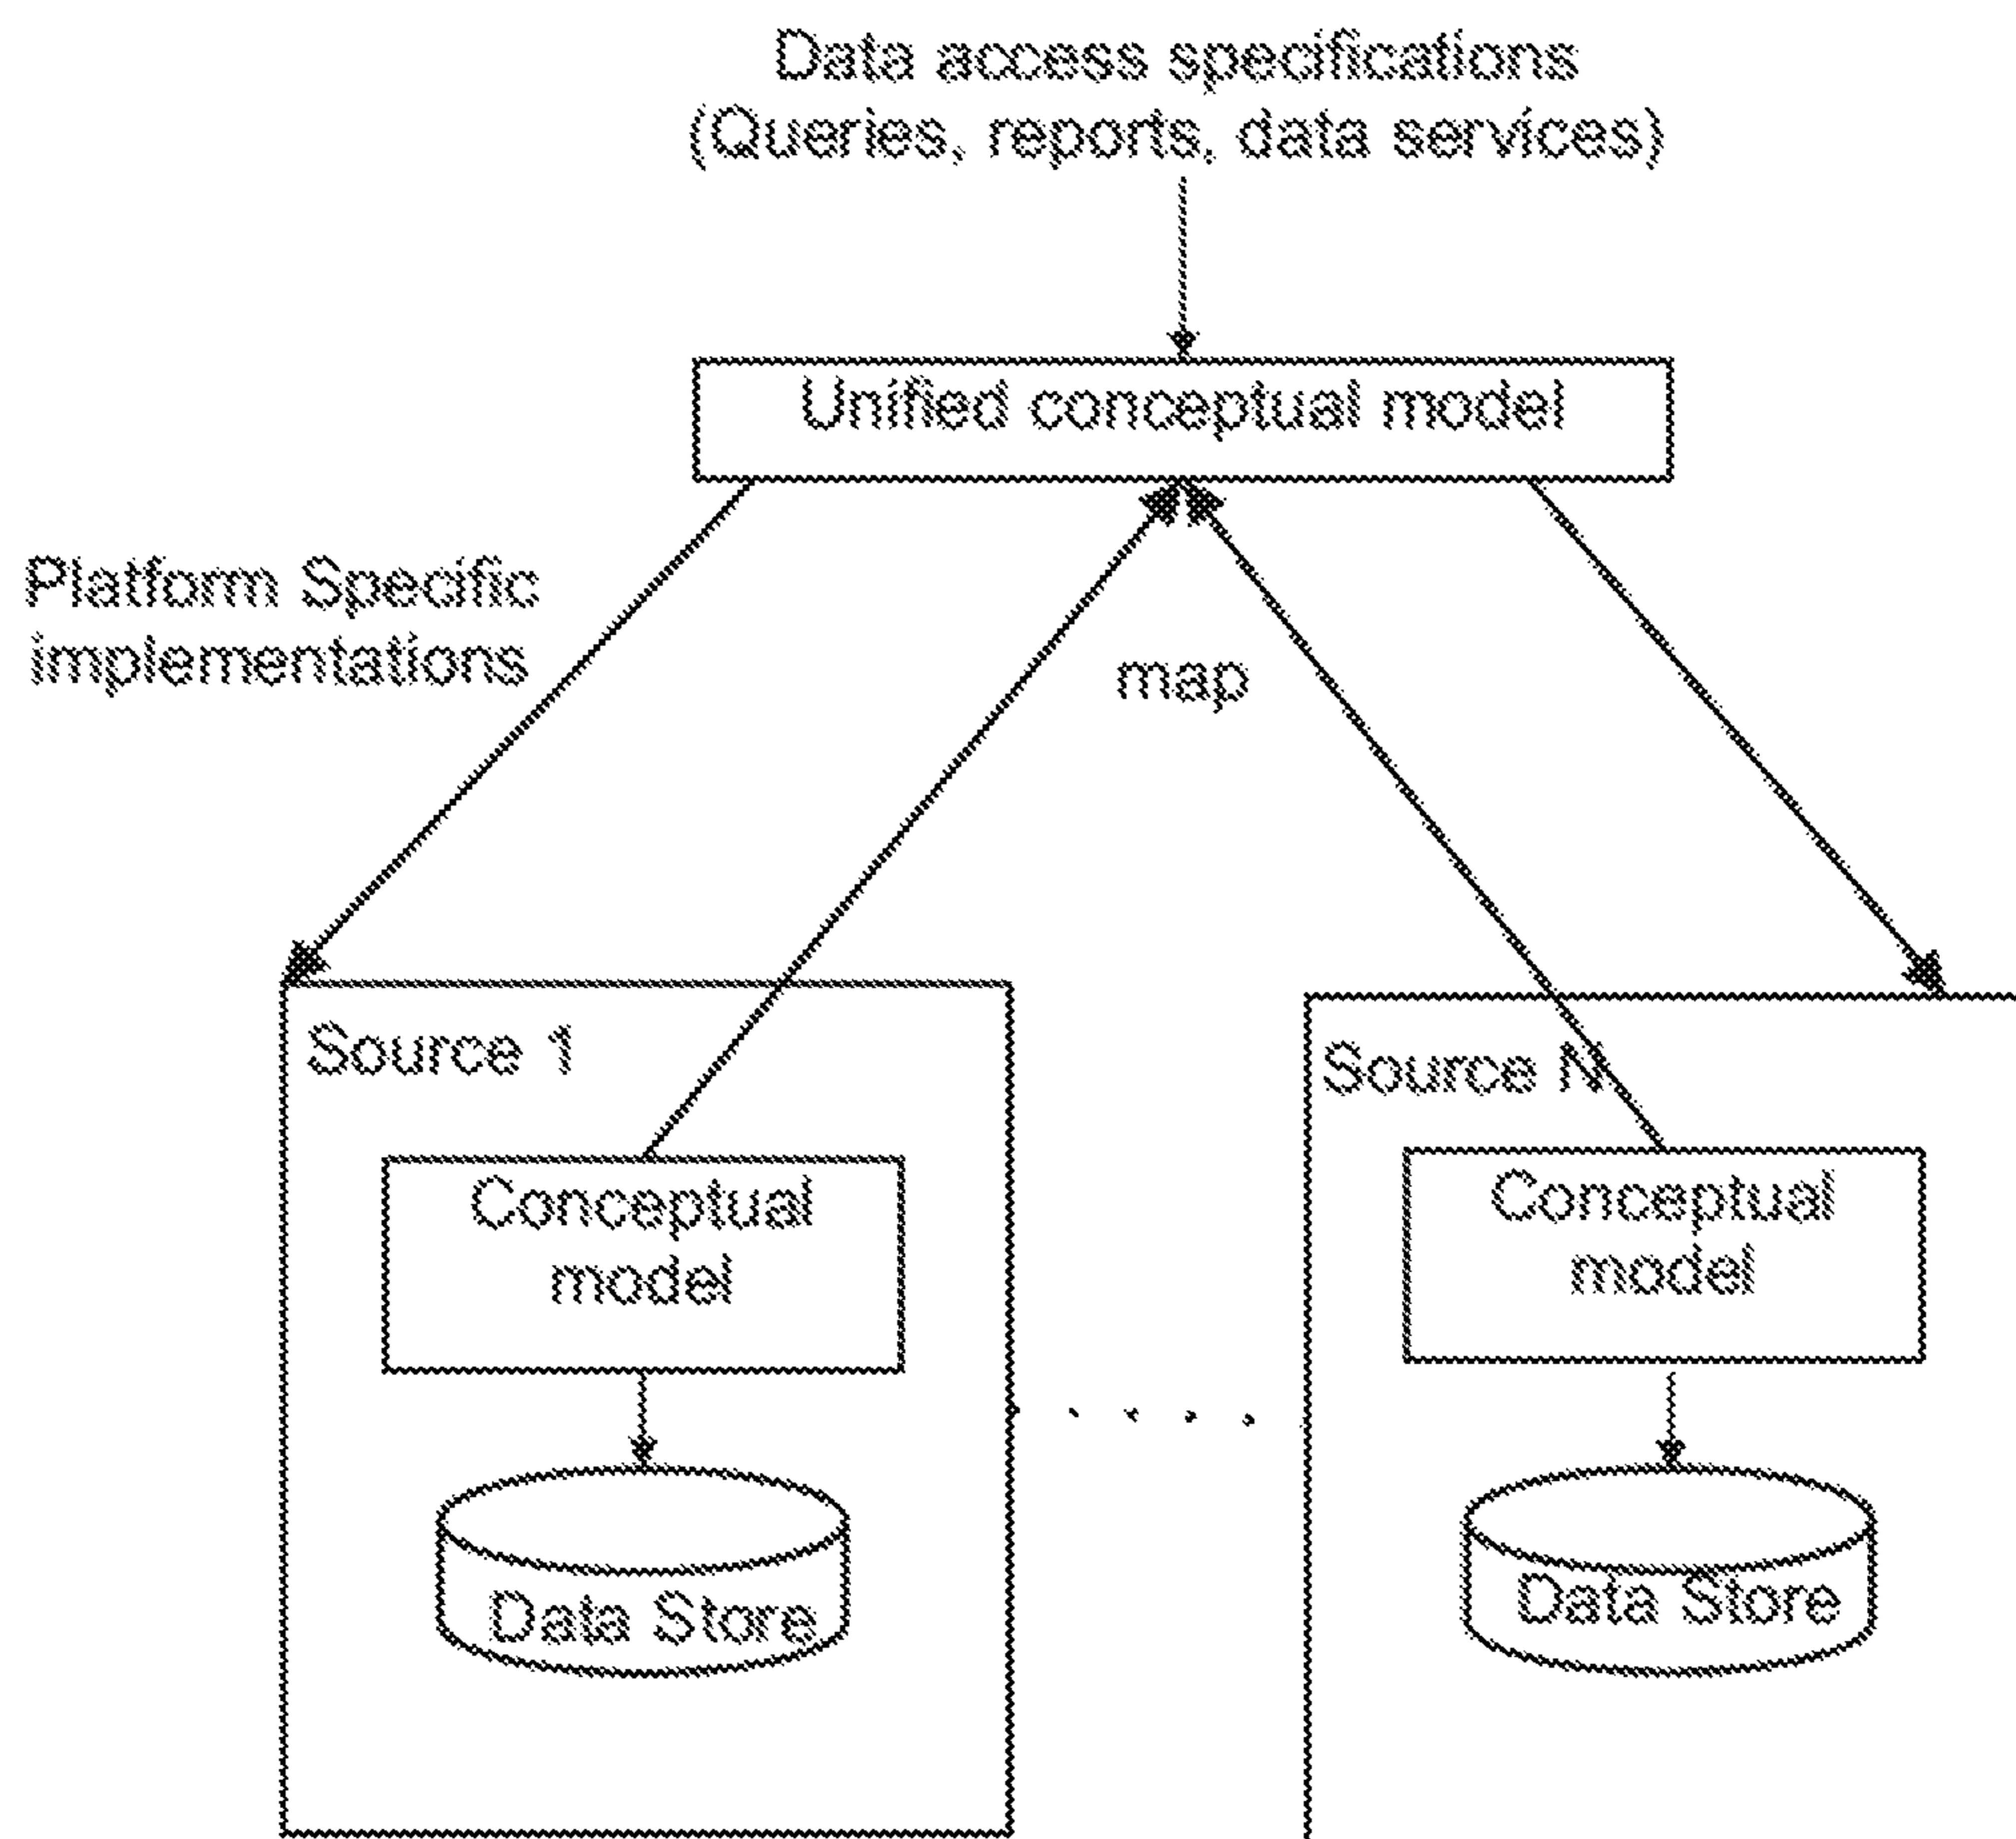 Data access specifications
(Queries, reports, data services)
Unified conceptual model
Platform Specific
implementations
map
Source 1
Source N
Conceptual
model
Conceptual
model
Data Store
Data Store